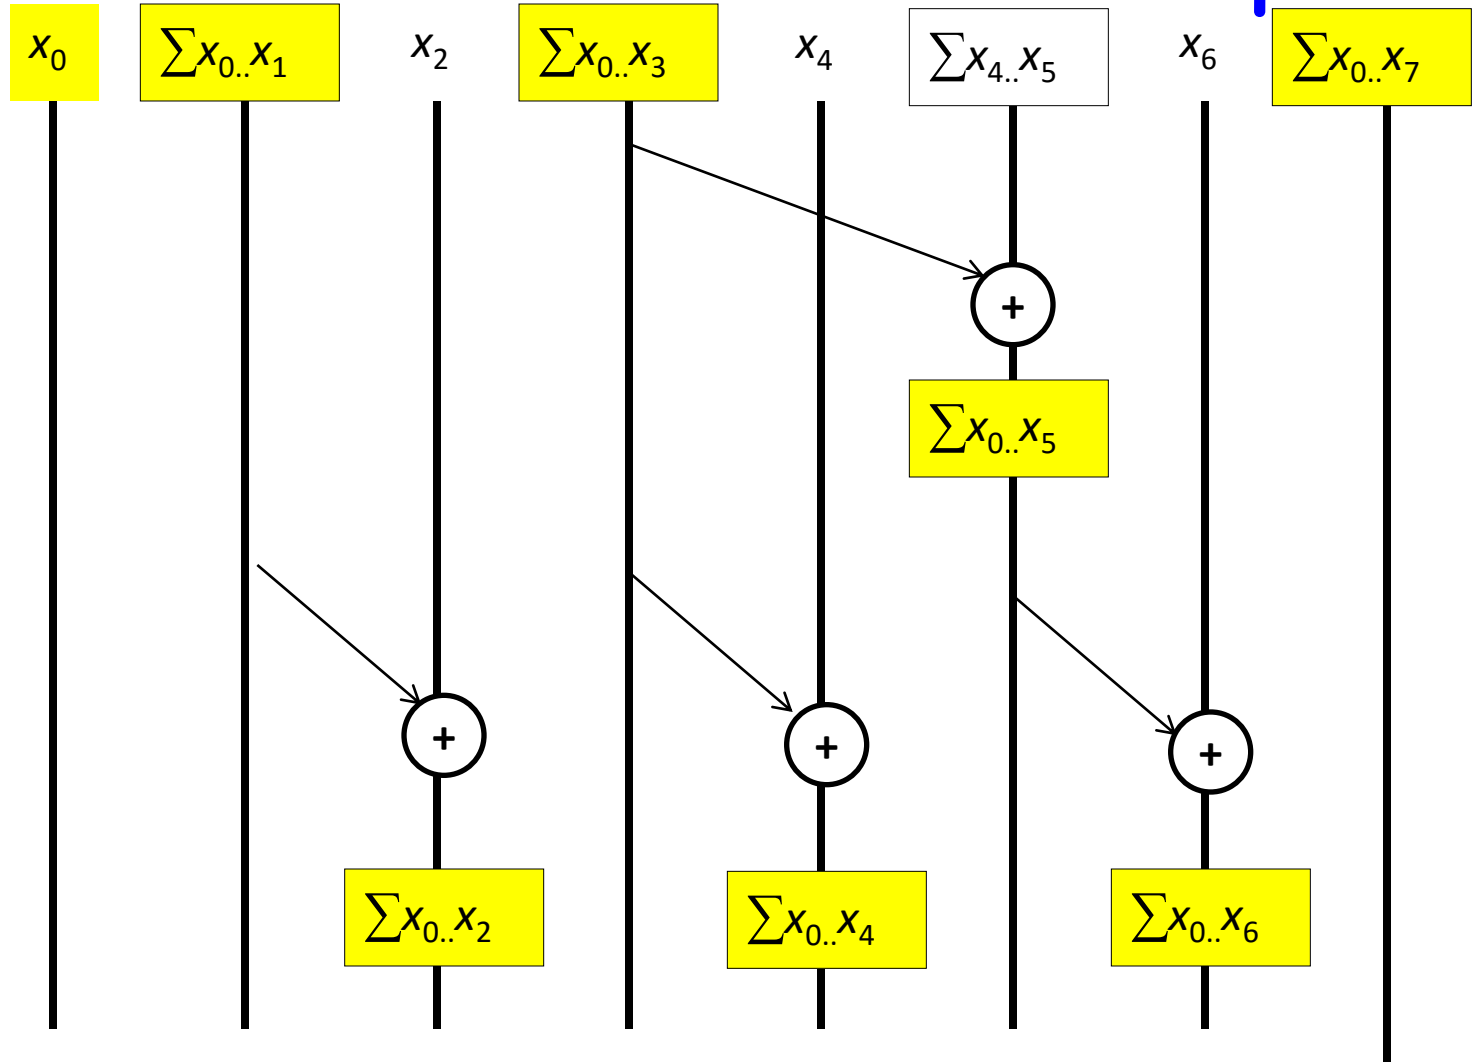 x₀ ∑x₀..x₁ x₂ ∑x₀..x₃ x₄ ∑x₄..x₅ x₆ ∑x₀..x₇
+
∑x₀..x₅
+ + +
∑x₀..x₂ ∑x₀..x₄ ∑x₀..x₆